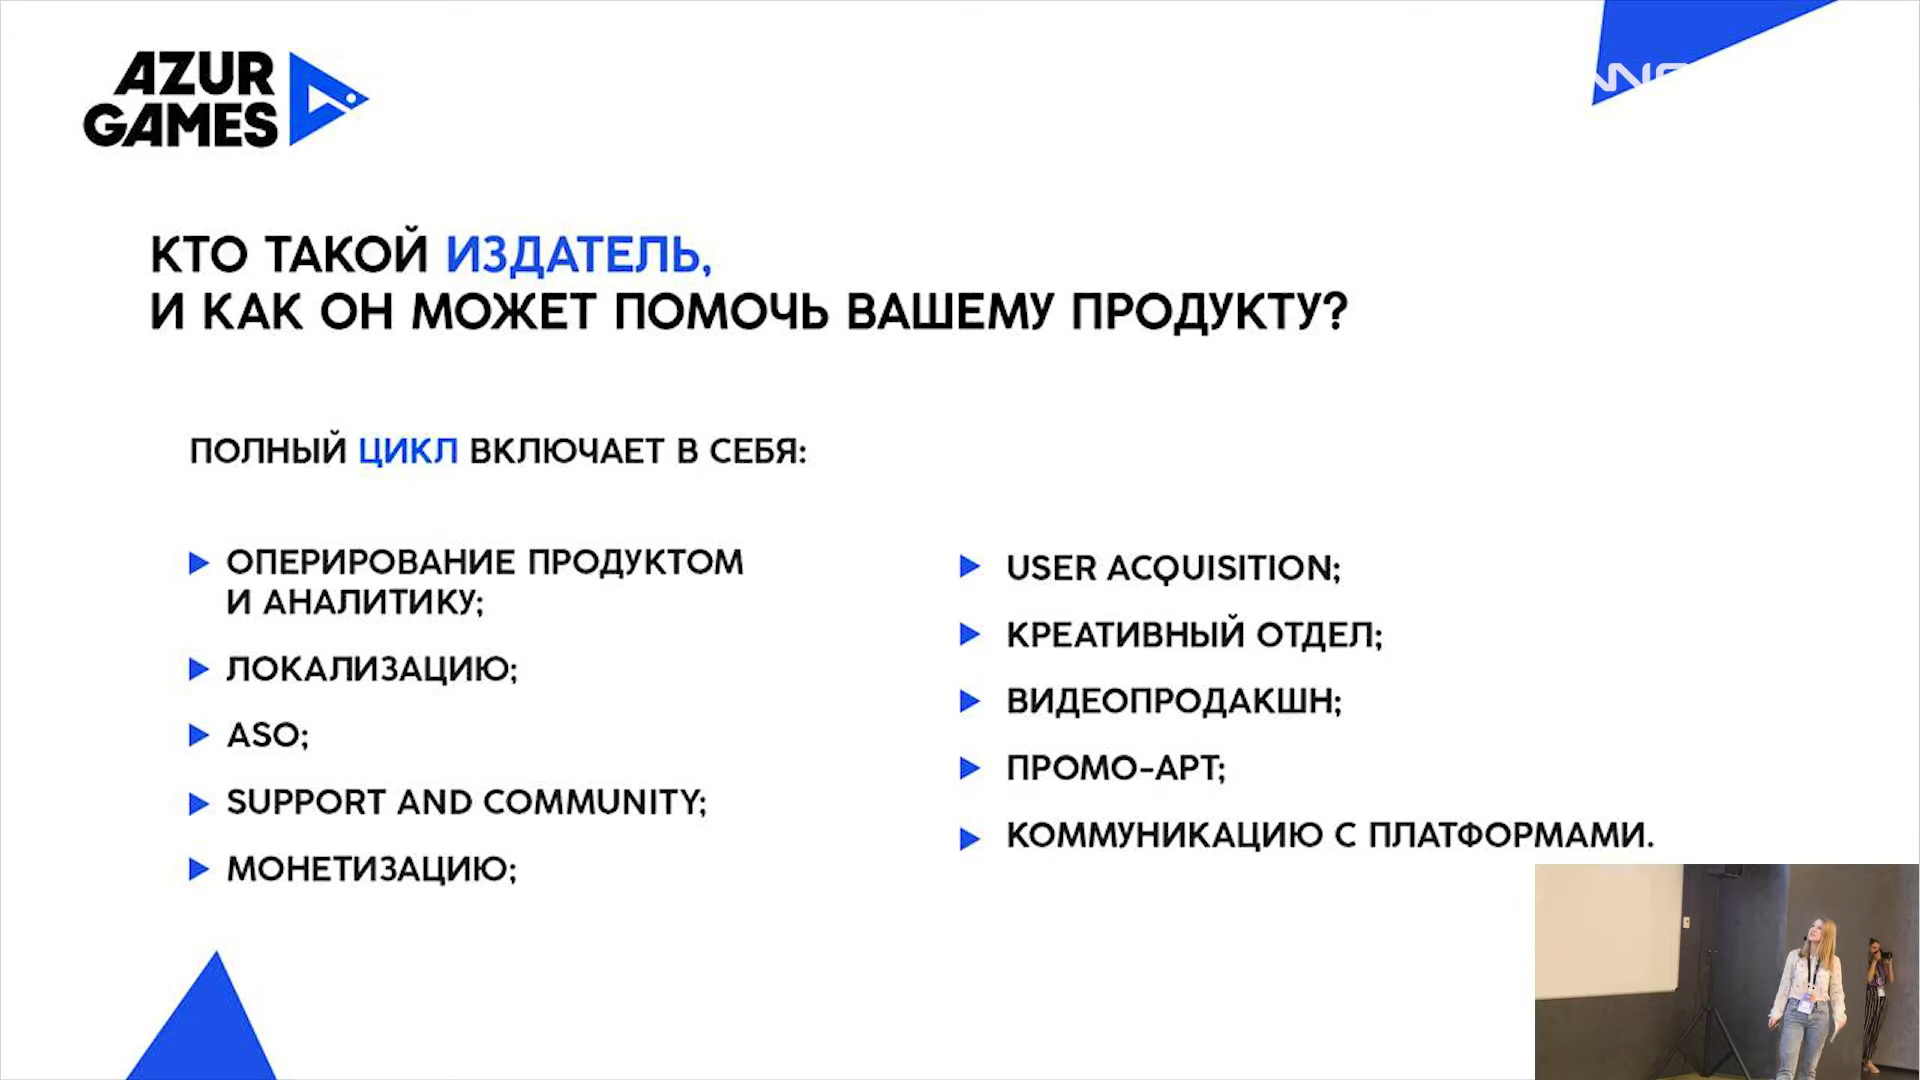 AZUR
GAMES
КТО ТАКОЙ ИЗДАТЕЛЬ,
И КАК ОН МОЖЕТ ПОМОЧЬ ВАШЕМУ ПРОДУКТУ?
ПОЛНЫЙ ЦИКЛ ВКЛЮЧАЕТ В СЕБЯ:
ОПЕРИРОВАНИЕ ПРОДУКТОМ
И АНАЛИТИКУ;
ЛОКАЛИЗАЦИЮ;
ASO;
SUPPORT AND COMMUNITY;
МОНЕТИЗАЦИЮ;
USER ACQUISITION;
КРЕАТИВНЫЙ ОТДЕЛ;
ВИДЕОПРОДАКШН;
ПРОМО-АРТ;
КОММУНИКАЦИЮ С ПЛАТФОРМАМИ.